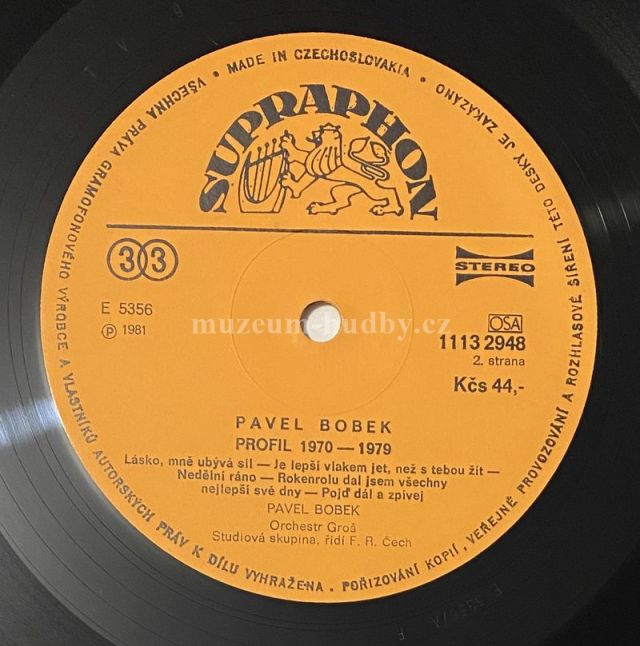 VŠECHNA PRÁVA GRAMOFONOVÉHO VÝROBCE A VLASTNÍKŮ AUTORSKÝCH PRÁV K DÍLU VYHRAŽENA • POŘIZOVÁNÍ KOPIÍ, VEŘEJNÉ PROVOZOVÁNÍ A ROZHLASOVÉ ŠÍŘENÍ TÉTO DESKY JE ZAKÁZÁNO
• MADE IN CZECHOSLOVAKIA •
SUPRAPHON
33
STEREO
E 5356
Ⓟ 1981
muzeum-hudby.cz
OSA
1113 2948
2. strana
Kčs 44,-
PAVEL BOBEK
PROFIL 1970 — 1979
Lásko, mně ubývá sil — Je lepší vlakem jet, než s tebou žít —
Nedělní ráno — Rokenrolu dal jsem všechny
nejlepší své dny — Pojď dál a zpívej
PAVEL BOBEK
Orchestr Groš
Studiová skupina, řídí F. R. Čech